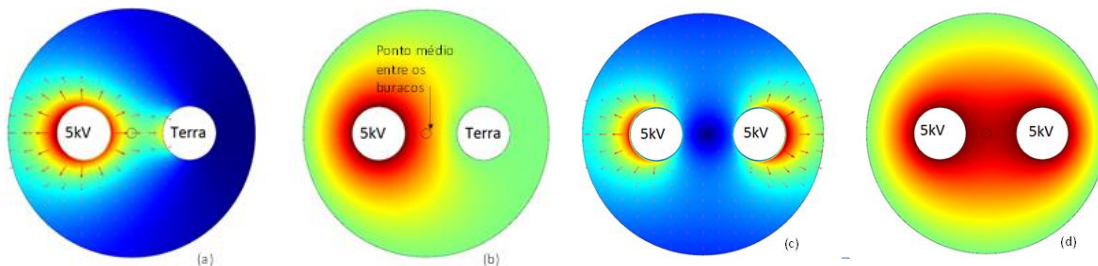 5kV
Terra
(a)
Ponto médio
entre os
buracos
5kV
Terra
(b)
5kV
5kV
(c)
5kV
5kV
(d)